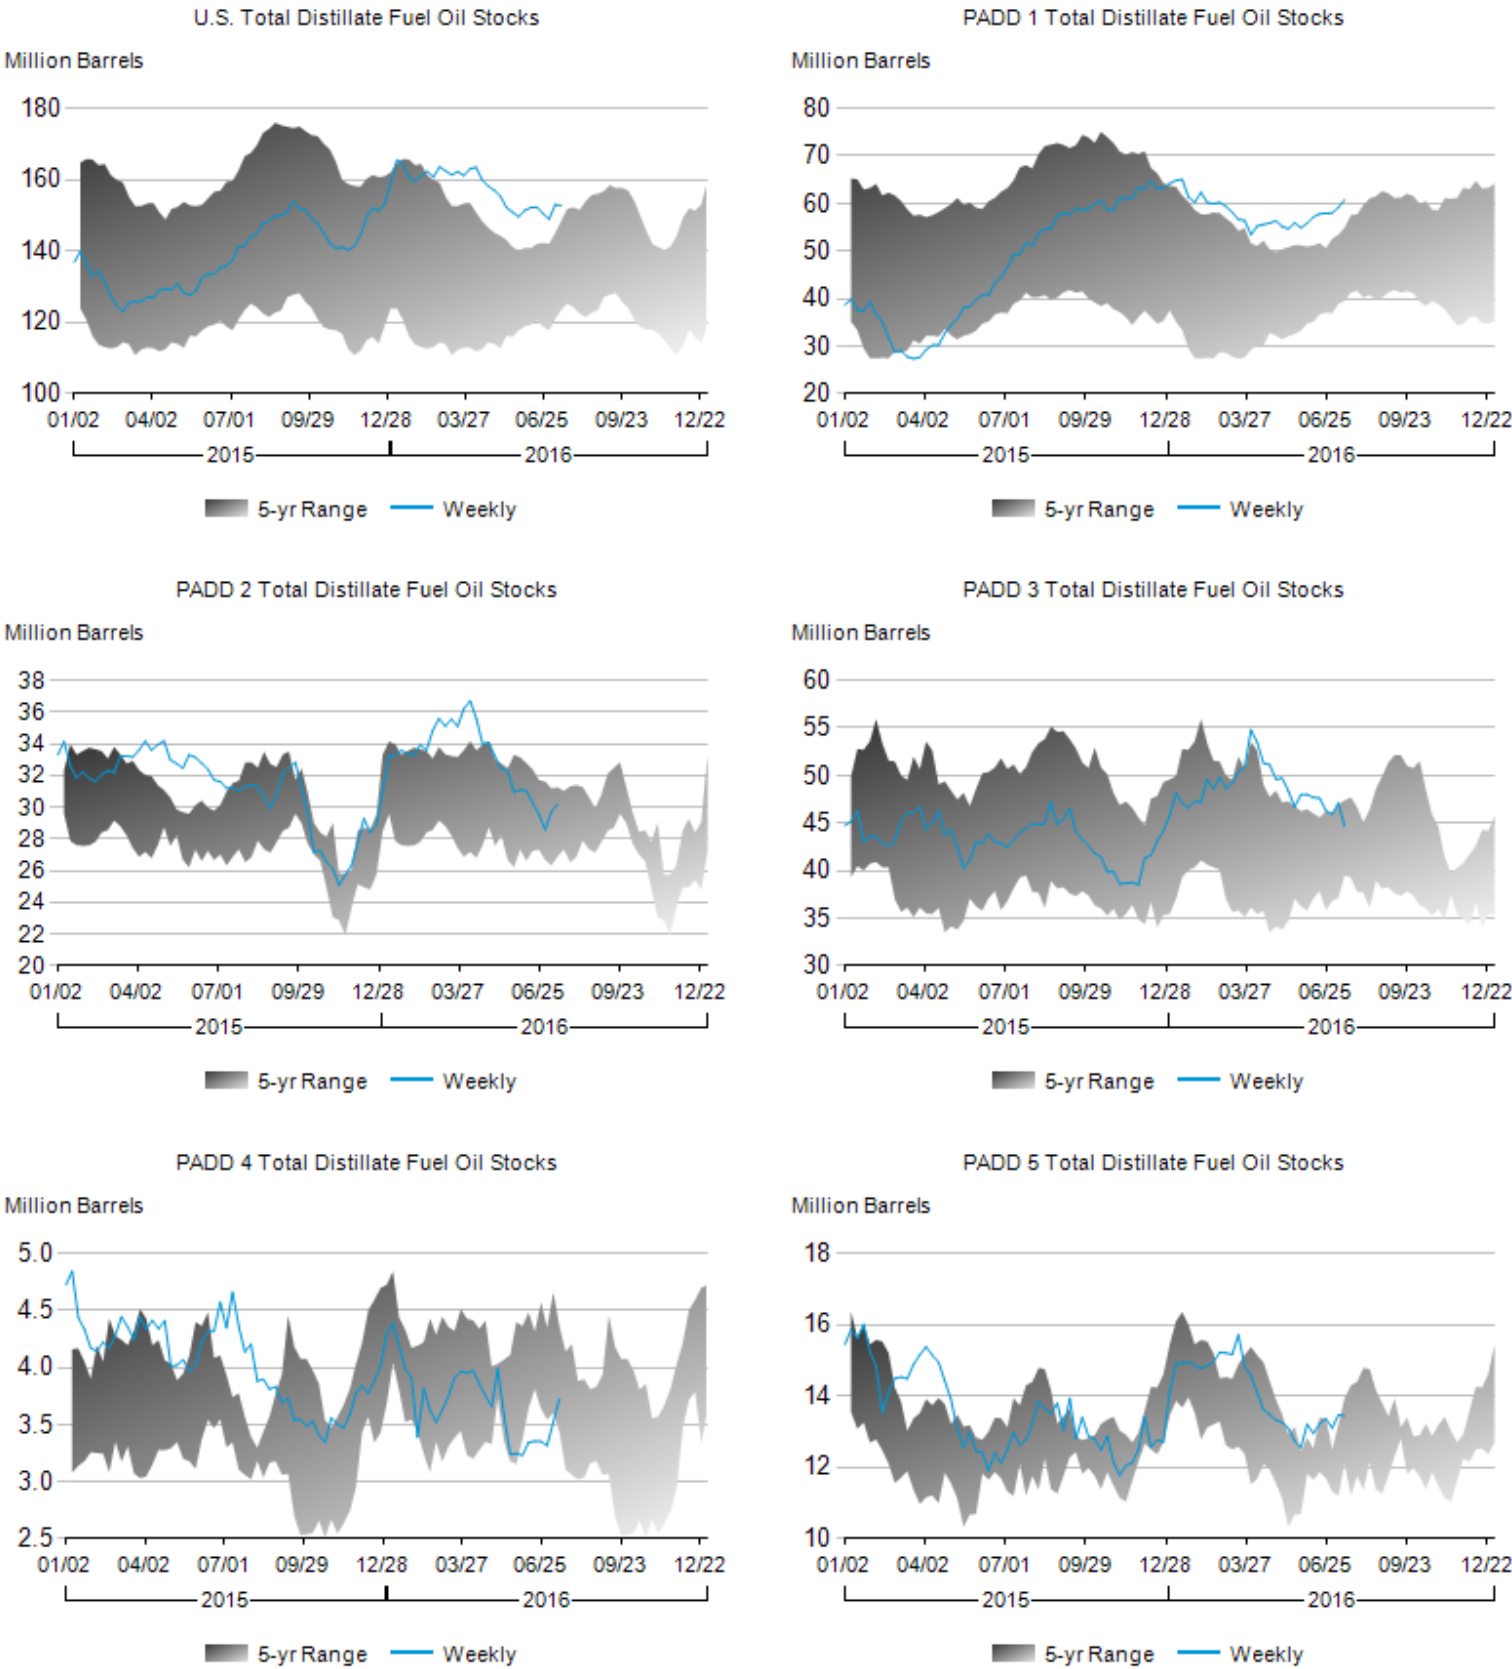 U.S. Total Distillate Fuel Oil Stocks
Million Barrels
180
160
140
120
100
01/02 04/02 07/01 09/29 12/28 03/27 06/25 09/23 12/22
2015 2016
5-yr Range Weekly
PADD 1 Total Distillate Fuel Oil Stocks
Million Barrels
80
70
60
50
40
30
20
01/02 04/02 07/01 09/29 12/28 03/27 06/25 09/23 12/22
2015 2016
5-yr Range Weekly
PADD 2 Total Distillate Fuel Oil Stocks
Million Barrels
38
36
34
32
30
28
26
24
22
20
01/02 04/02 07/01 09/29 12/28 03/27 06/25 09/23 12/22
2015 2016
5-yr Range Weekly
PADD 3 Total Distillate Fuel Oil Stocks
Million Barrels
60
55
50
45
40
35
30
01/02 04/02 07/01 09/29 12/28 03/27 06/25 09/23 12/22
2015 2016
5-yr Range Weekly
PADD 4 Total Distillate Fuel Oil Stocks
Million Barrels
5.0
4.5
4.0
3.5
3.0
2.5
01/02 04/02 07/01 09/29 12/28 03/27 06/25 09/23 12/22
2015 2016
5-yr Range Weekly
PADD 5 Total Distillate Fuel Oil Stocks
Million Barrels
18
16
14
12
10
01/02 04/02 07/01 09/29 12/28 03/27 06/25 09/23 12/22
2015 2016
5-yr Range Weekly